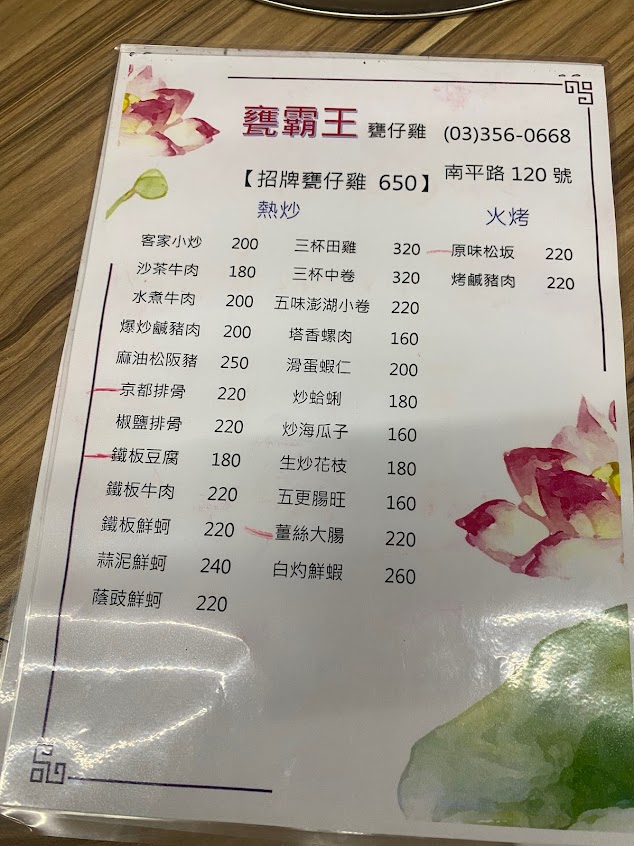 甕霸王 甕仔雞 (03)356-0668
【招牌甕仔雞 650】 南平路 120 號
熱炒
客家小炒 200
沙茶牛肉 180
水煮牛肉 200
爆炒鹹豬肉 200
麻油松阪豬 250
京都排骨 220
椒鹽排骨 220
鐵板豆腐 180
鐵板牛肉 220
鐵板鮮蚵 220
蒜泥鮮蚵 240
蔭豉鮮蚵 220
三杯田雞 320
三杯中卷 320
五味澎湖小卷 220
塔香螺肉 160
滑蛋蝦仁 200
炒蛤蜊 180
炒海瓜子 160
生炒花枝 180
五更腸旺 160
薑絲大腸 220
白灼鮮蝦 260
火烤
原味松坂 220
烤鹹豬肉 220